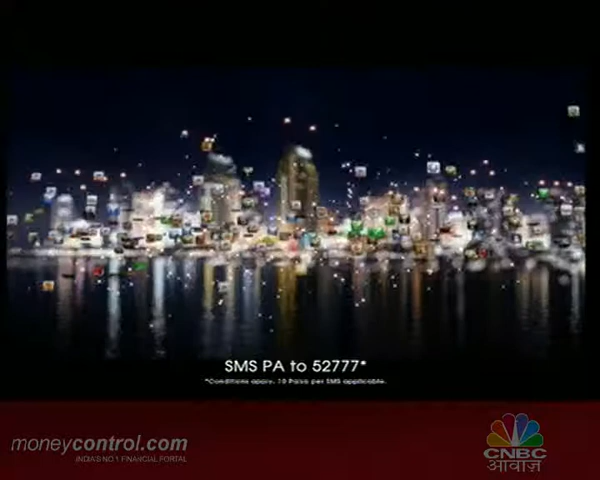 SMS PA to 52777*
*Conditions apply. 10 Paisa per SMS applicable.
moneycontrol.com
INDIA'S NO.1 FINANCIAL PORTAL
CNBC
आवाज़